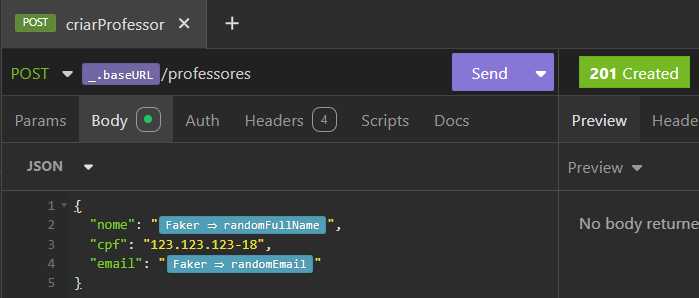 POST criarProfessor
POST _.baseURL /professores Send 201 Created
Params Body Auth Headers 4 Scripts Docs Preview Heade
JSON Preview
1 {
2 "nome": "Faker ⇒ randomFullName",
3 "cpf": "123.123.123-18",
4 "email": "Faker ⇒ randomEmail"
5 }
No body returne